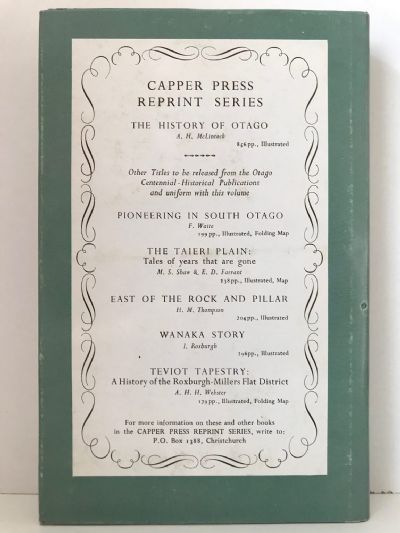 CAPPER PRESS
REPRINT SERIES
THE HISTORY OF OTAGO
A. H. McLintock
846pp., Illustrated
Other Titles to be released from the Otago
Centennial-Historical Publications
and uniform with this volume
PIONEERING IN SOUTH OTAGO
F. Waite
199pp., Illustrated, Folding Map
THE TAIERI PLAIN:
Tales of years that are gone
M. S. Shaw & E. D. Farrant
238pp., Illustrated, Map
EAST OF THE ROCK AND PILLAR
H. M. Thompson
204pp., Illustrated
WANAKA STORY
I. Roxburgh
296pp., Illustrated
TEVIOT TAPESTRY:
A History of the Roxburgh-Millers Flat District
A. H. H. Webster
175pp., Illustrated, Folding Map
For more information on these and other books
in the CAPPER PRESS REPRINT SERIES, write to:
P.O. Box 1388, Christchurch